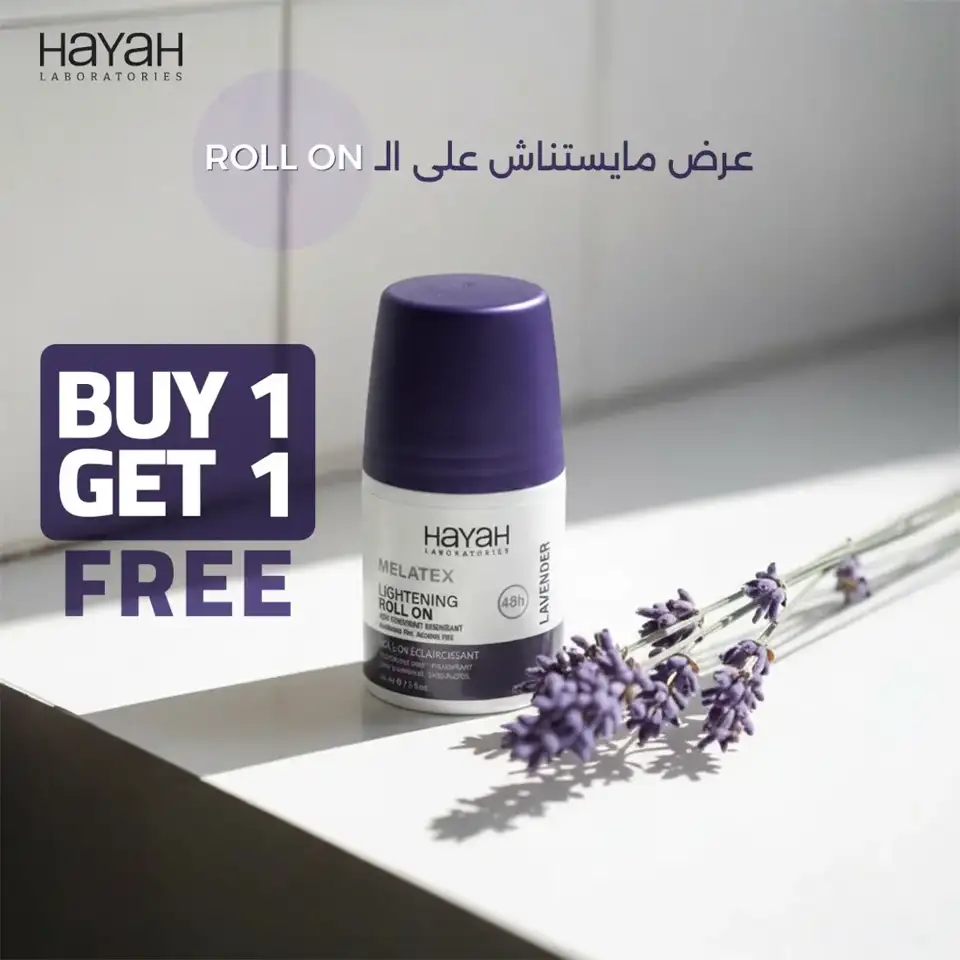 HAYAH
LABORATORIES
عرض مايستناش على الـ ROLL ON
BUY 1
GET 1
FREE
HAYAH
LABORATORIES
MELATEX
LIGHTENING
ROLL ON
48h
LAVENDER
ROLL-ON ÉCLAIRCISSANT